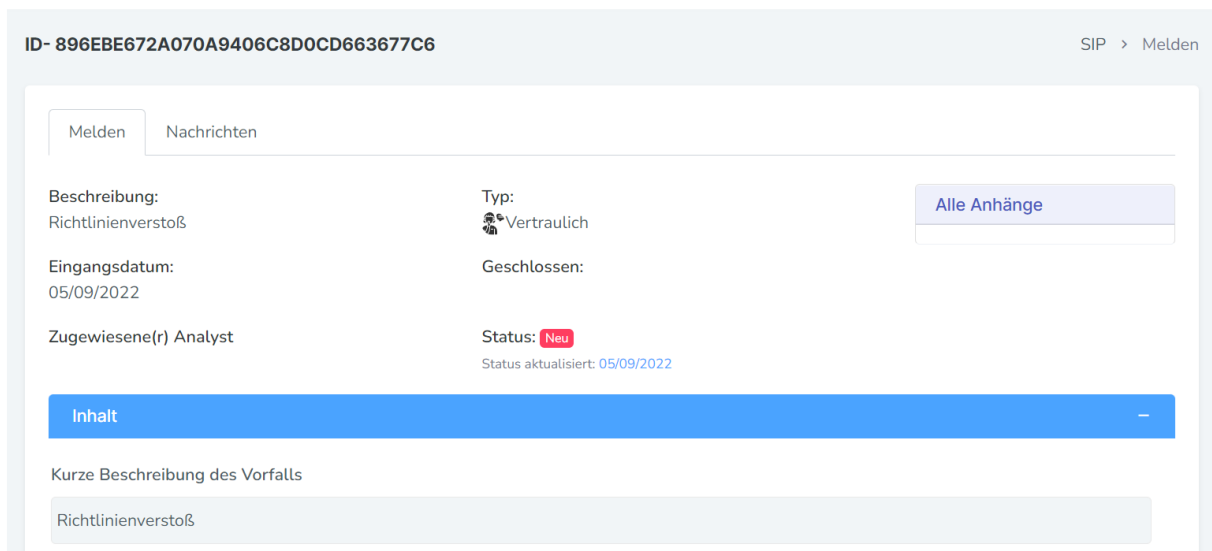 ID- 896EBE672A070A9406C8D0CD663677C6
SIP > Melden
Melden Nachrichten
Beschreibung:
Richtlinienverstoß
Typ:
Vertraulich
Alle Anhänge
Eingangsdatum:
05/09/2022
Geschlossen:
Zugewiesene(r) Analyst
Status: Neu
Status aktualisiert: 05/09/2022
Inhalt
Kurze Beschreibung des Vorfalls
Richtlinienverstoß